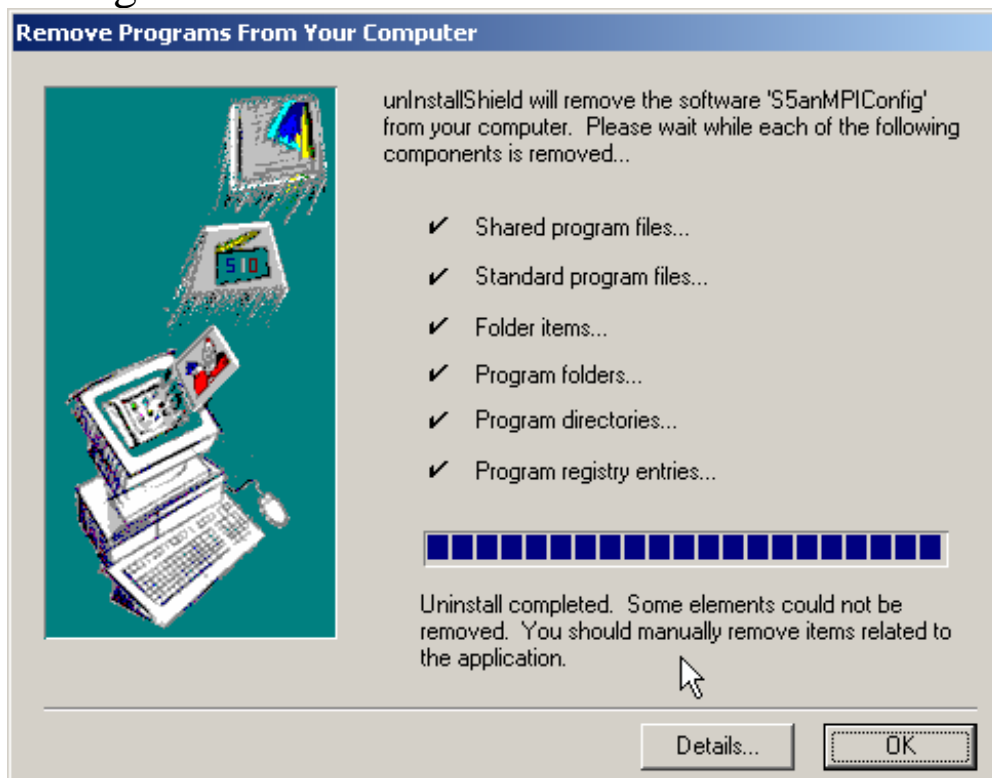 Remove Programs From Your Computer
unInstallShield will remove the software 'S5anMPIConfig'
from your computer.  Please wait while each of the following
components is removed...
✔ Shared program files...
✔ Standard program files...
✔ Folder items...
✔ Program folders...
✔ Program directories...
✔ Program registry entries...
Uninstall completed.  Some elements could not be
removed.  You should manually remove items related to
the application.
Details...
OK